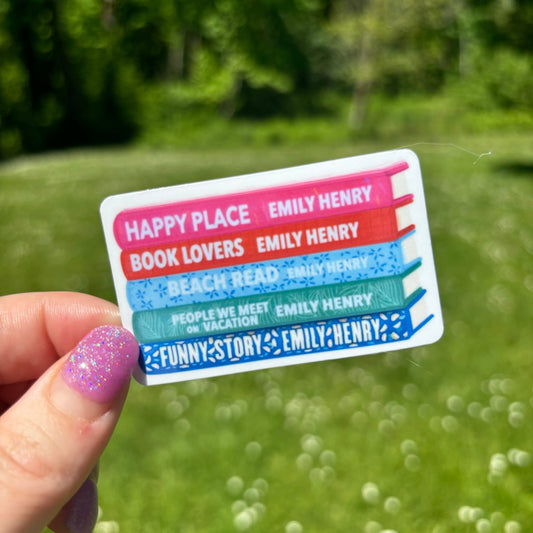 HAPPY PLACE EMILY HENRY
BOOK LOVERS EMILY HENRY
BEACH READ EMILY HENRY
PEOPLE WE MEET
ON VACATION EMILY HENRY
FUNNY STORY EMILY HENRY